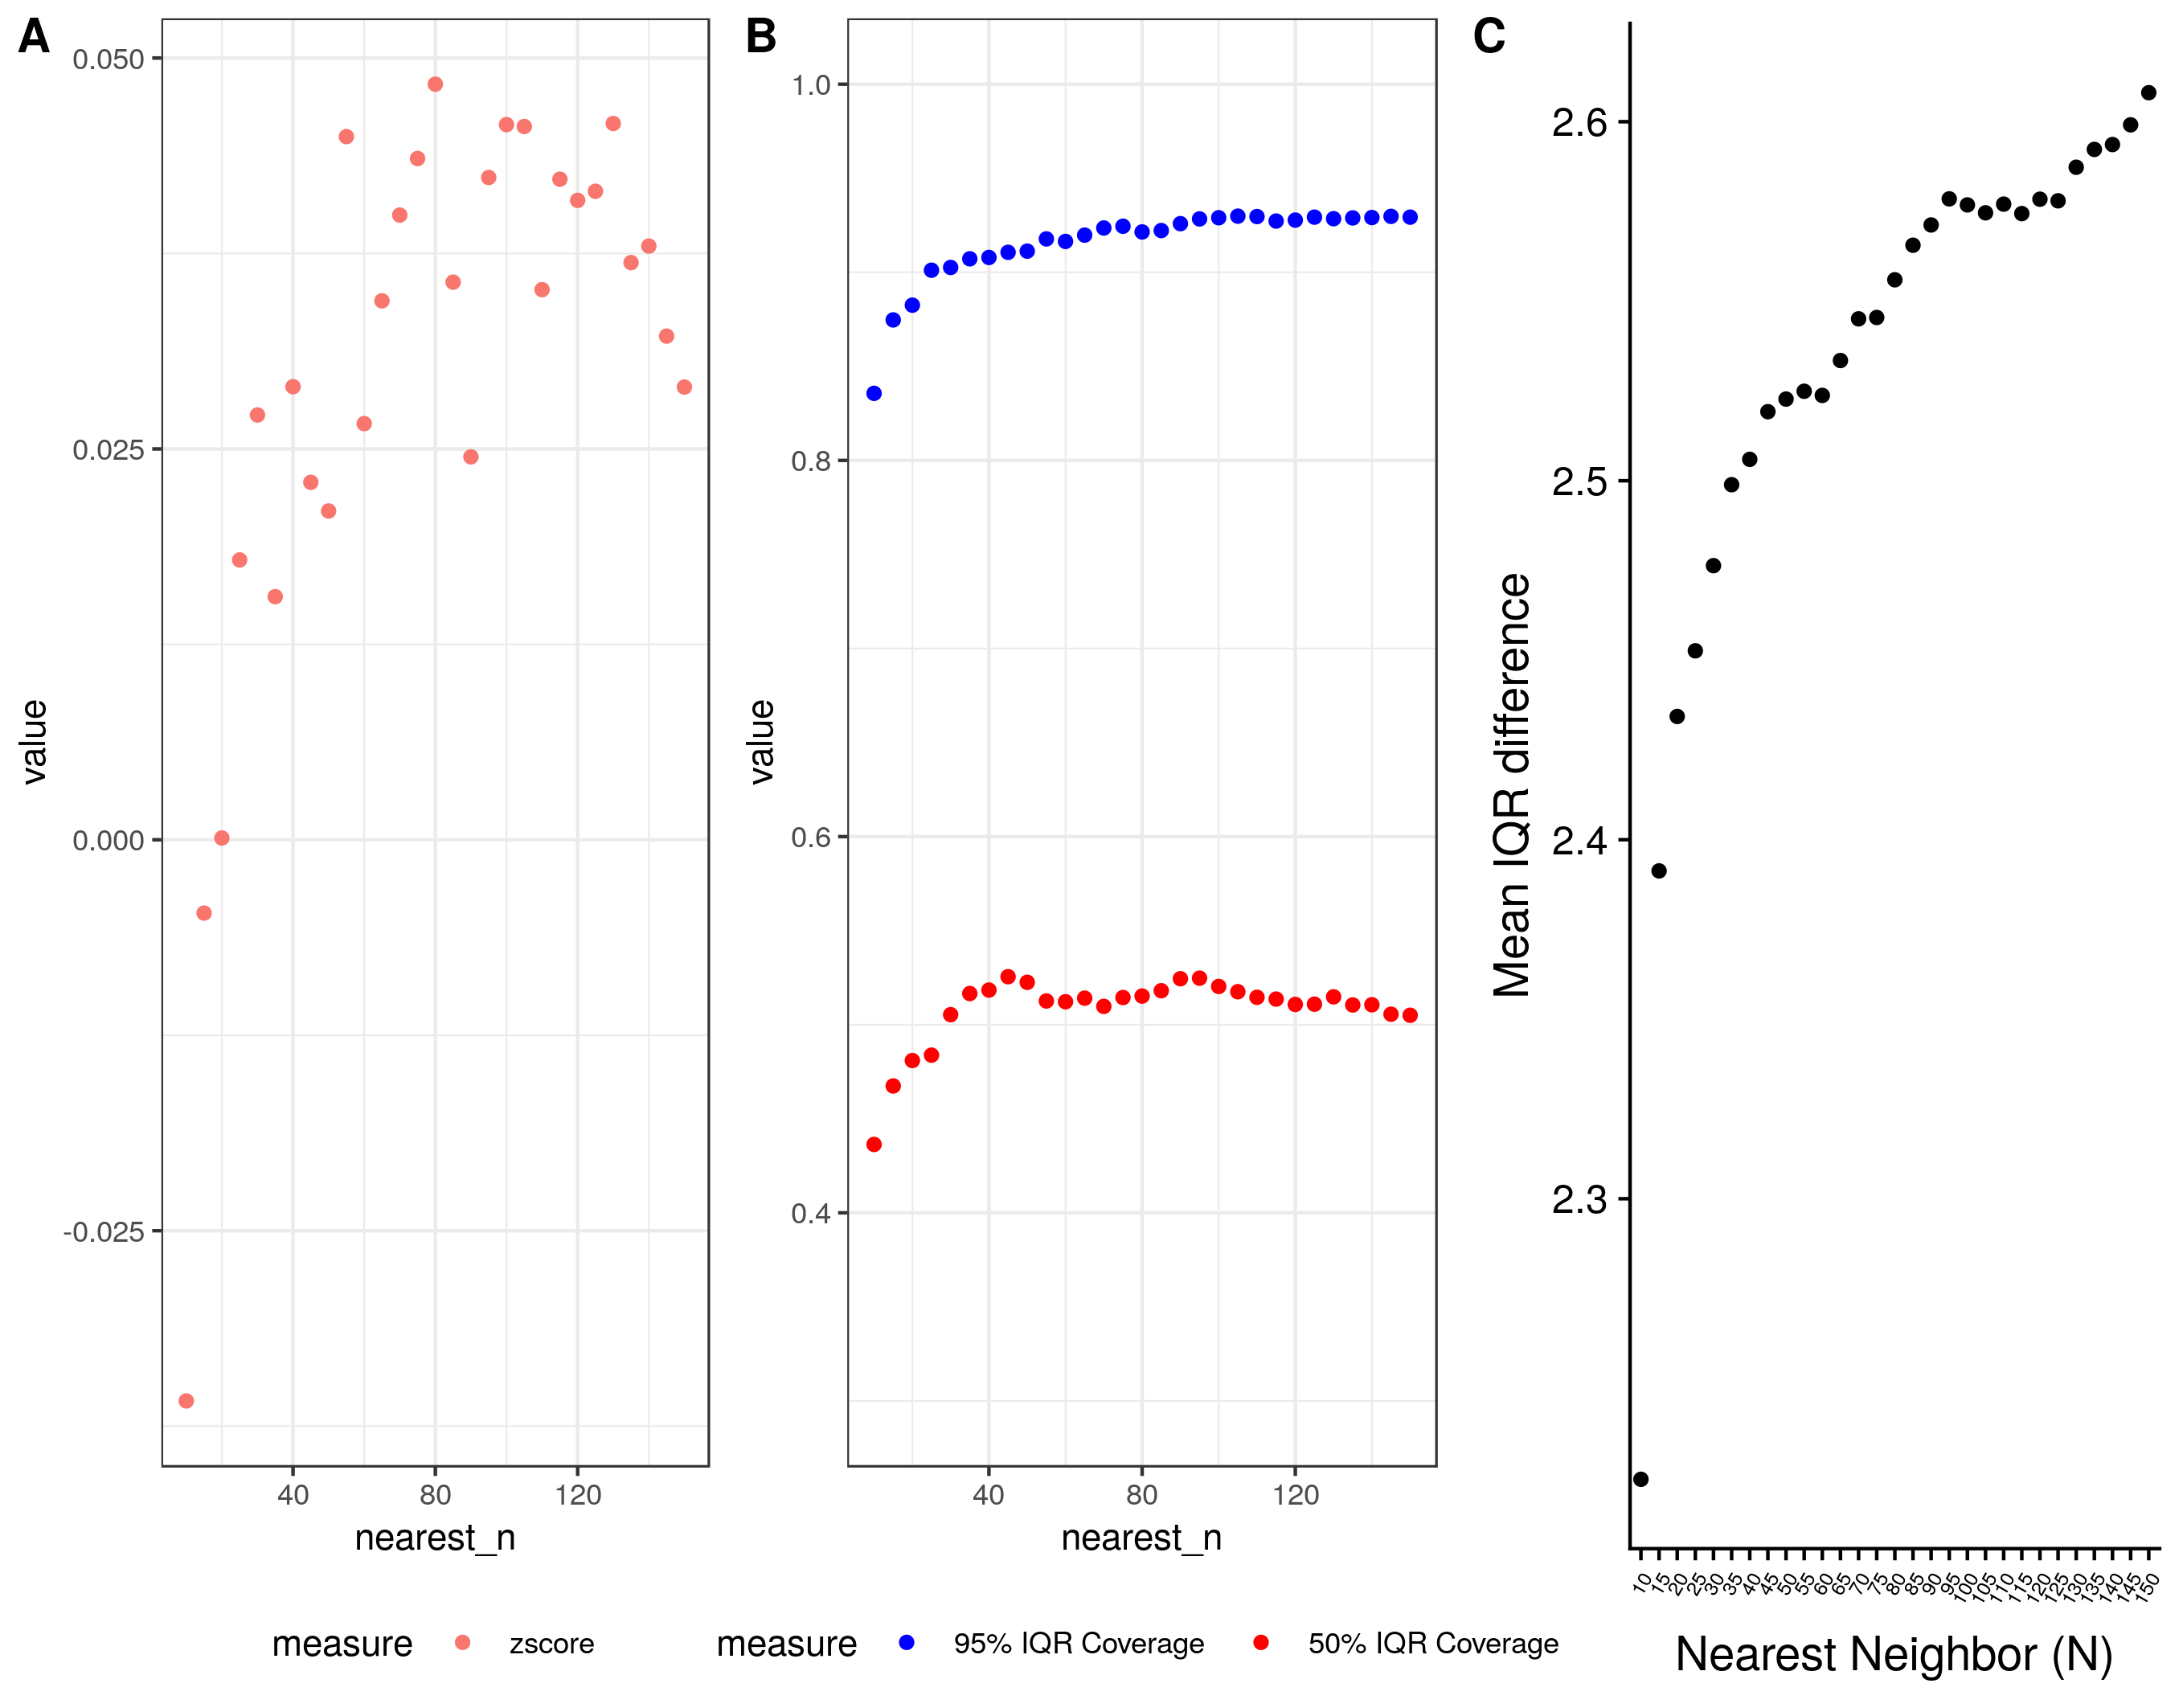 A
0.050
0.025
0.000
-0.025
value
40 80 120
nearest_n
B
1.0
0.8
0.6
0.4
value
40 80 120
nearest_n
C
2.6
2.5
2.4
2.3
Mean IQR difference
10 15 20 25 30 35 40 45 50 55 60 65 70 75 80 85 90 95 100 105 110 115 120 125 130 135 140 145 150
Nearest Neighbor (N)
measure zscore
measure 95% IQR Coverage 50% IQR Coverage